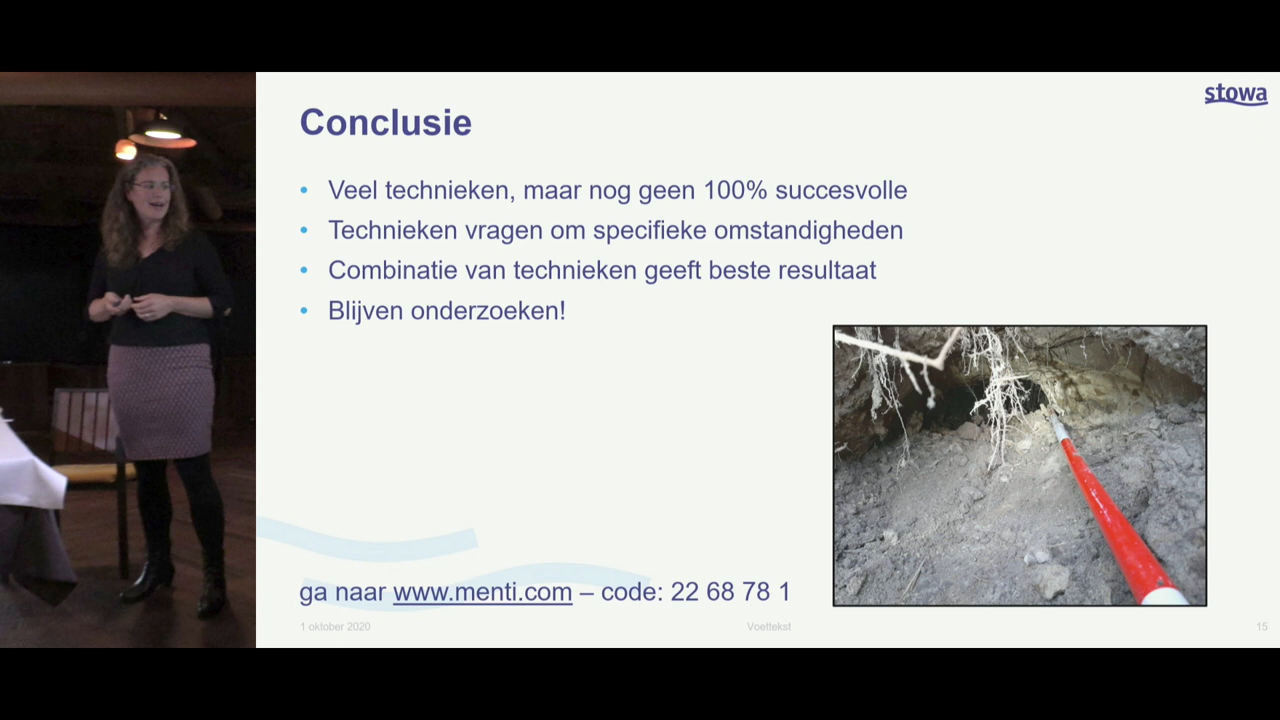 stowa
Conclusie
• Veel technieken, maar nog geen 100% succesvolle
• Technieken vragen om specifieke omstandigheden
• Combinatie van technieken geeft beste resultaat
• Blijven onderzoeken!
ga naar www.menti.com – code: 22 68 78 1
1 oktober 2020
Voettekst
15